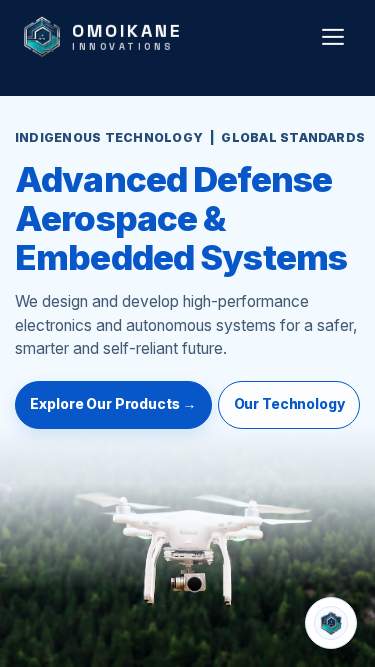 OMOIKANE
INNOVATIONS
INDIGENOUS TECHNOLOGY | GLOBAL STANDARDS
Advanced Defense
Aerospace &
Embedded Systems
We design and develop high-performance
electronics and autonomous systems for a safer,
smarter and self-reliant future.
Explore Our Products →
Our Technology